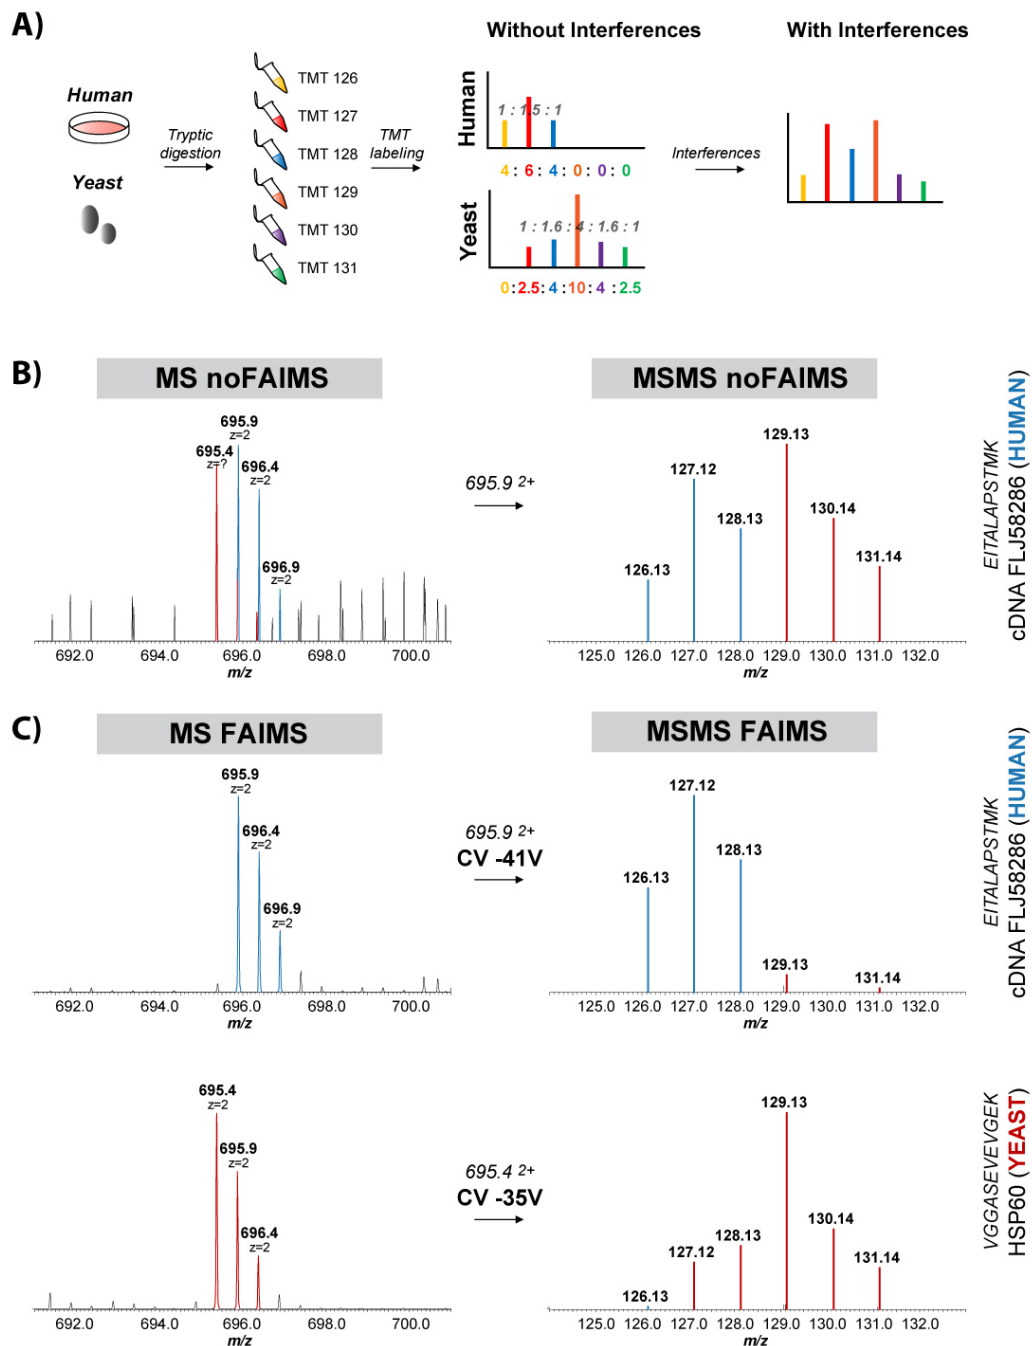 A)
Without Interferences
With Interferences
Human
Yeast
Tryptic
digestion
TMT 126
TMT 127
TMT 128
TMT 129
TMT 130
TMT 131
TMT
labeling
Human
1 : 1.5 : 1
4 : 6 : 4 : 0 : 0 : 0
Yeast
1 : 1.6 : 4 : 1.6 : 1
0 : 2.5 : 4 : 10 : 4 : 2.5
Interferences
B)
MS noFAIMS
695.9
z=2
695.4
z=?
696.4
z=2
696.9
z=2
692.0 694.0 696.0 698.0 700.0
m/z
695.9 2+
MSMS noFAIMS
126.13
127.12
128.13
129.13
130.14
131.14
125.0 126.0 127.0 128.0 129.0 130.0 131.0 132.0
m/z
EITALAPSTMK
cDNA FLJ58286 (HUMAN)
C)
MS FAIMS
695.9
z=2
696.4
z=2
696.9
z=2
692.0 694.0 696.0 698.0 700.0
m/z
695.9 2+
CV -41V
MSMS FAIMS
126.13
127.12
128.13
129.13
131.14
125.0 126.0 127.0 128.0 129.0 130.0 131.0 132.0
m/z
EITALAPSTMK
cDNA FLJ58286 (HUMAN)
695.4
z=2
695.9
z=2
696.4
z=2
692.0 694.0 696.0 698.0 700.0
m/z
695.4 2+
CV -35V
126.13
127.12
128.13
129.13
130.14
131.14
125.0 126.0 127.0 128.0 129.0 130.0 131.0 132.0
m/z
VGGASEVEVGEK
HSP60 (YEAST)